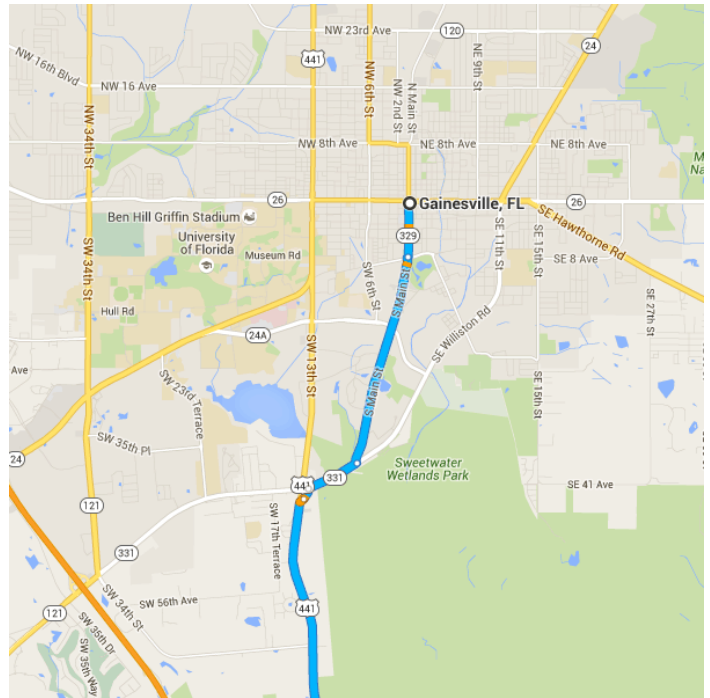 NW 23rd Ave
120
441
24
NW 16th Blvd
NW 16 Ave
NW 34th St
NW 6th St
NW 2nd St
N Main St
NE 9th St
NW 8th Ave
NE 8th Ave
NE 8th Ave
26
Gainesville, FL
26
Ben Hill Griffin Stadium
University
of Florida
Museum Rd
329
SE Hawthorne Rd
SW 34th St
SW 6th St
S Main St
SE 11th St
SE 15th St
SE 8 Ave
SE 27th St
Hull Rd
24A
SW 13th St
SE Williston Rd
Ave
SW 23rd Terrace
S Main St
SE 15th St
SW 35th Pl
24
Sweetwater
Wetlands Park
441
331
SE 41 Ave
121
SW 17th Terrace
331
SW 34th St
SW 56th Ave
441
121
SW 35th Dr
SW 35th Way